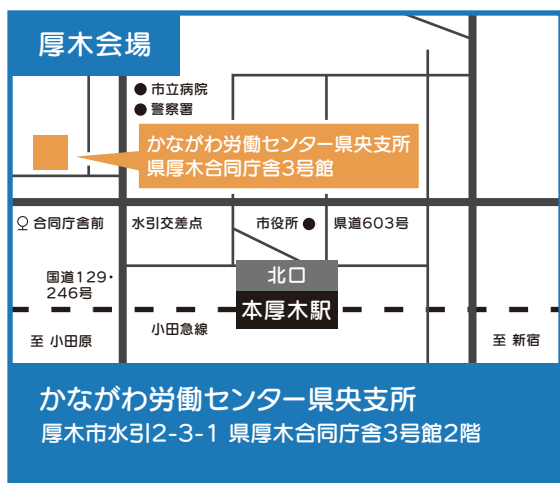 厚木会場
● 市立病院
● 警察署
かながわ労働センター県央支所
県厚木合同庁舎3号館
合同庁舎前
水引交差点
市役所 ●
県道603号
国道129・
246号
北口
本厚木駅
小田急線
至 小田原
至 新宿
かながわ労働センター県央支所
厚木市水引2-3-1 県厚木合同庁舎3号館2階